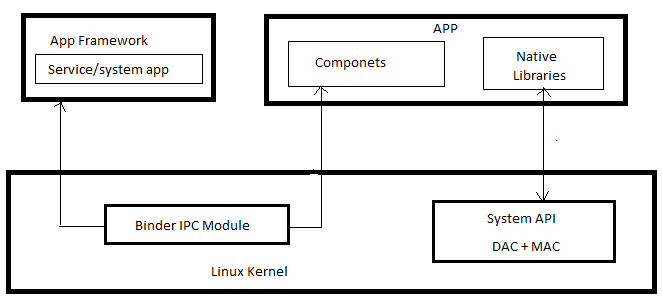 App Framework
Service/system app
APP
Componets
Native
Libraries
Binder IPC Module
System API
DAC + MAC
Linux Kernel